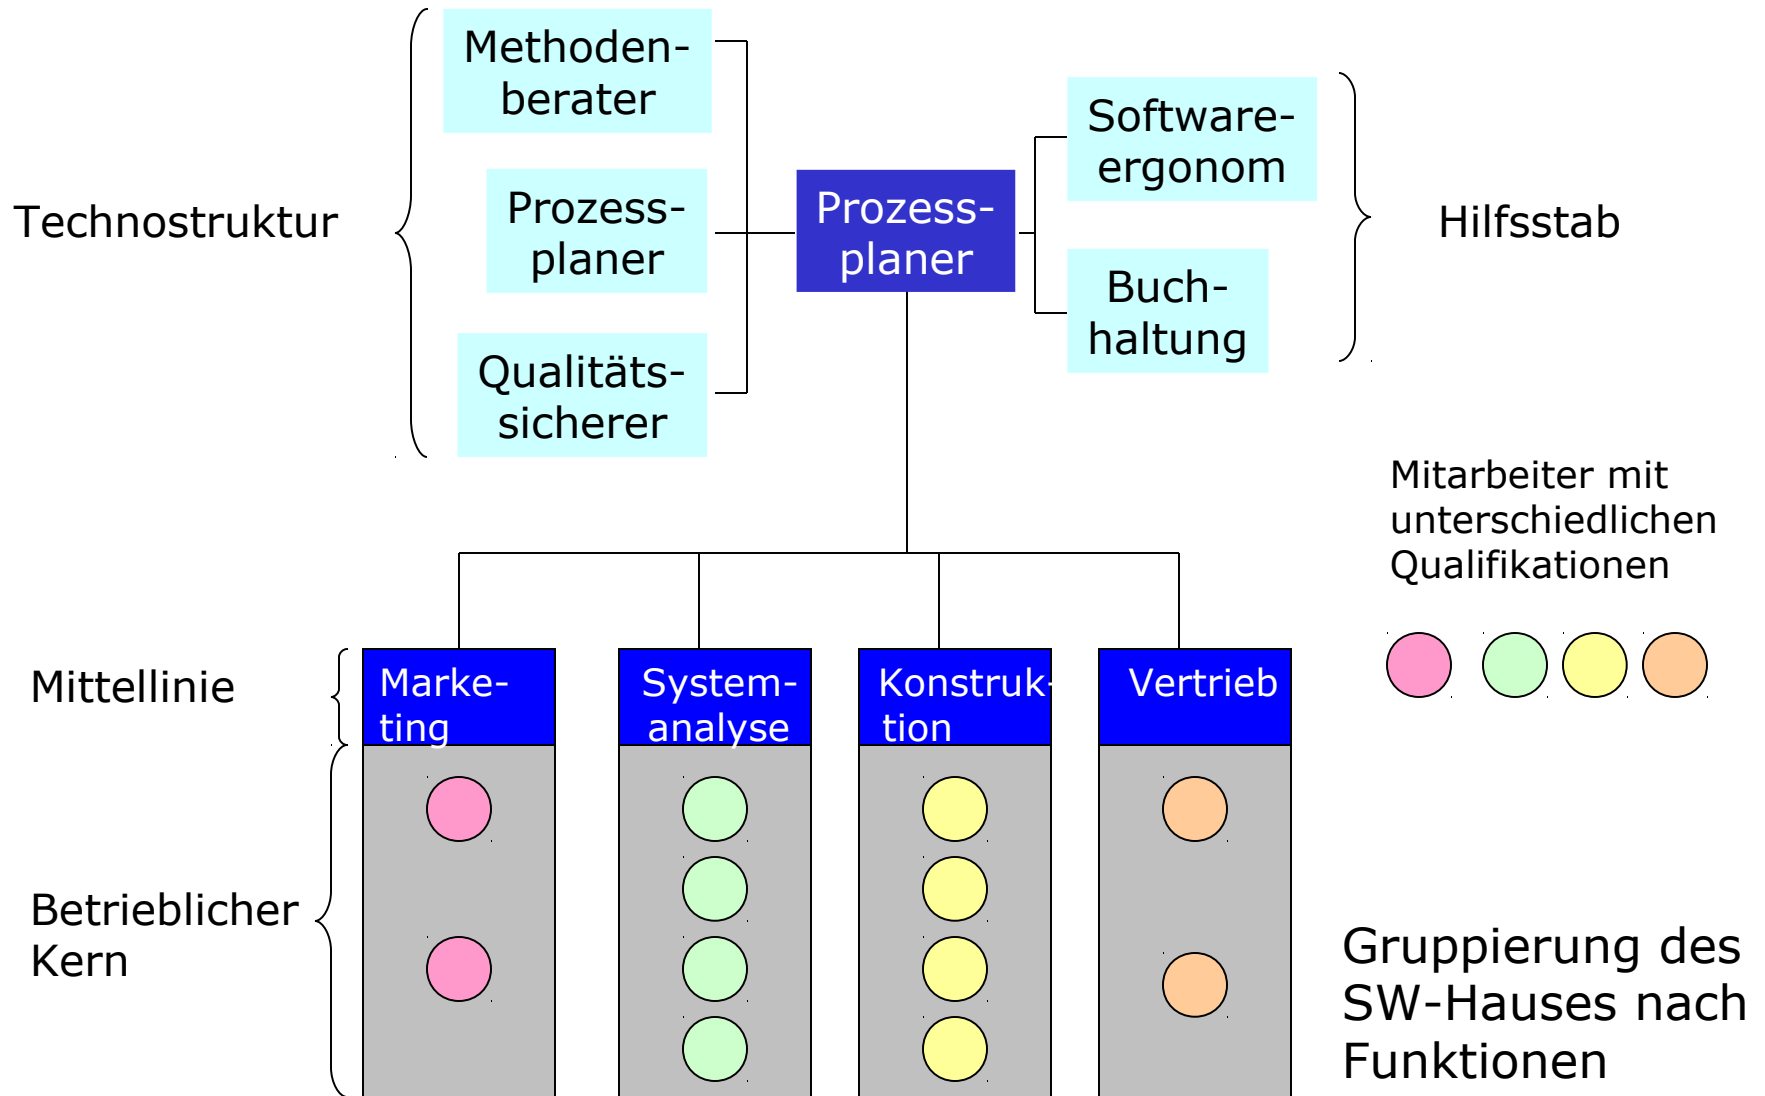 Technostruktur
Methoden-
berater
Prozess-
planer
Qualitäts-
sicherer
Prozess-
planer
Software-
ergonom
Buch-
haltung
Hilfsstab
Mitarbeiter mit
unterschiedlichen
Qualifikationen
Mittellinie
Marke-
ting
System-
analyse
Konstruk-
tion
Vertrieb
Betrieblicher
Kern
Gruppierung des
SW-Hauses nach
Funktionen